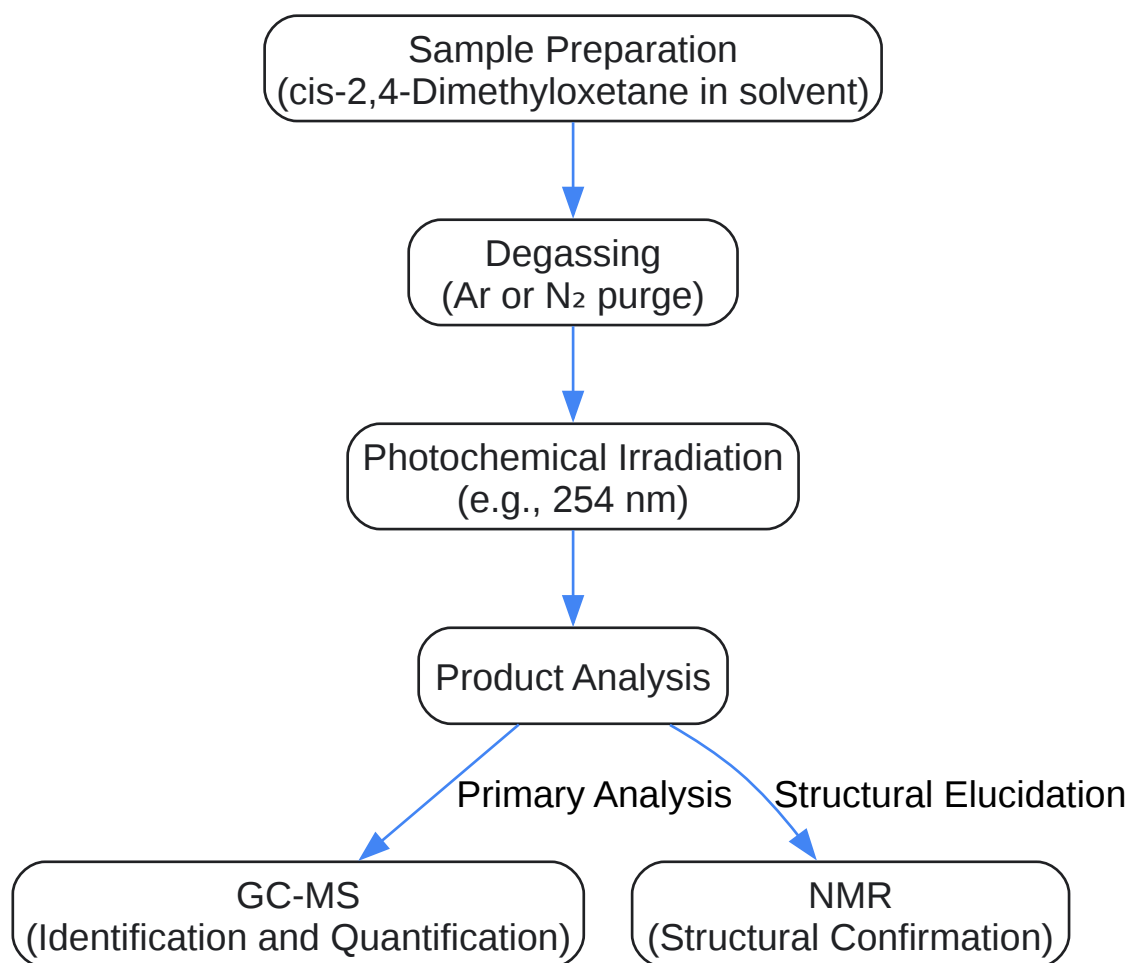 Sample Preparation
(cis-2,4-Dimethyloxetane in solvent)
Degassing
(Ar or N₂ purge)
Photochemical Irradiation
(e.g., 254 nm)
Product Analysis
Primary Analysis
Structural Elucidation
GC-MS
(Identification and Quantification)
NMR
(Structural Confirmation)